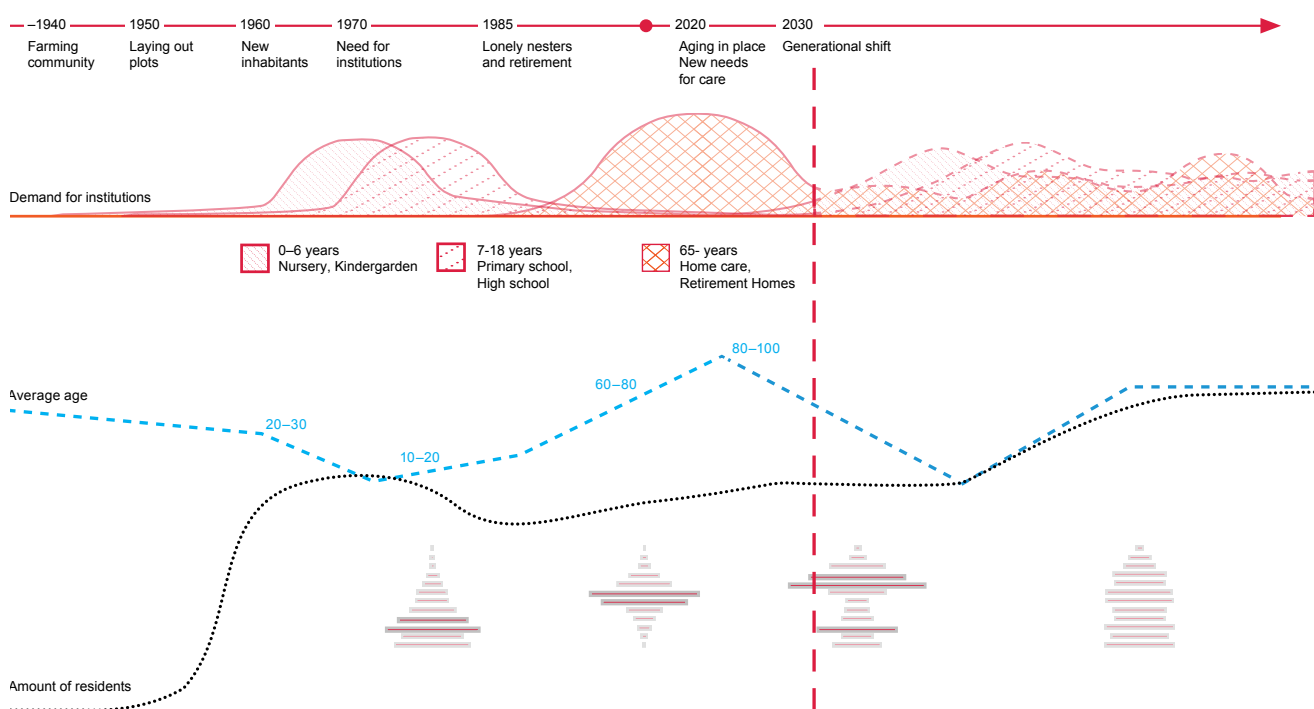 –1940
1950
1960
1970
1985
2020
2030
Farming
community
Laying out
plots
New
inhabitants
Need for
institutions
Lonely nesters
and retirement
Aging in place
New needs
for care
Generational shift
Demand for institutions
0–6 years
Nursery, Kindergarden
7-18 years
Primary school,
High school
65- years
Home care,
Retirement Homes
Average age
20–30
10–20
60–80
80–100
Amount of residents